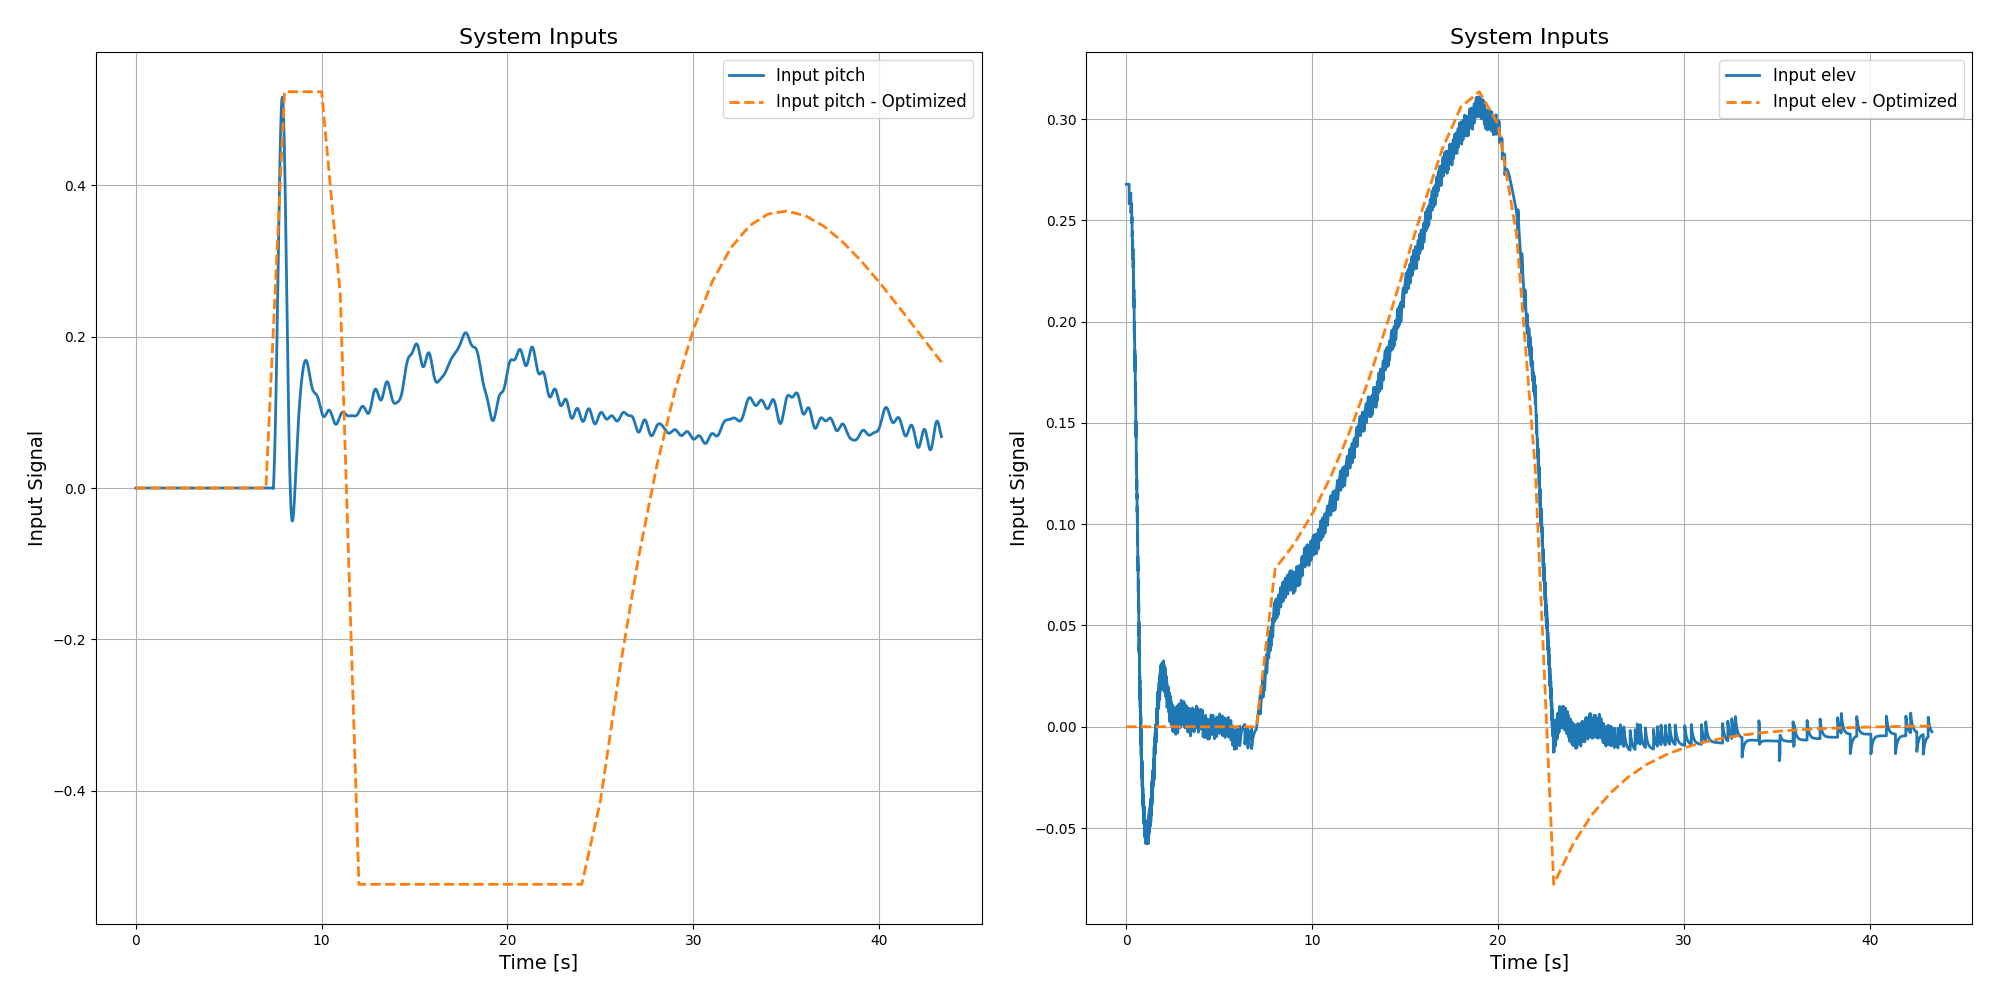 System Inputs
Input pitch
Input pitch - Optimized
Input Signal
0.4
0.2
0.0
−0.2
−0.4
0 10 20 30 40
Time [s]
System Inputs
Input elev
Input elev - Optimized
Input Signal
0.30
0.25
0.20
0.15
0.10
0.05
0.00
−0.05
0 10 20 30 40
Time [s]